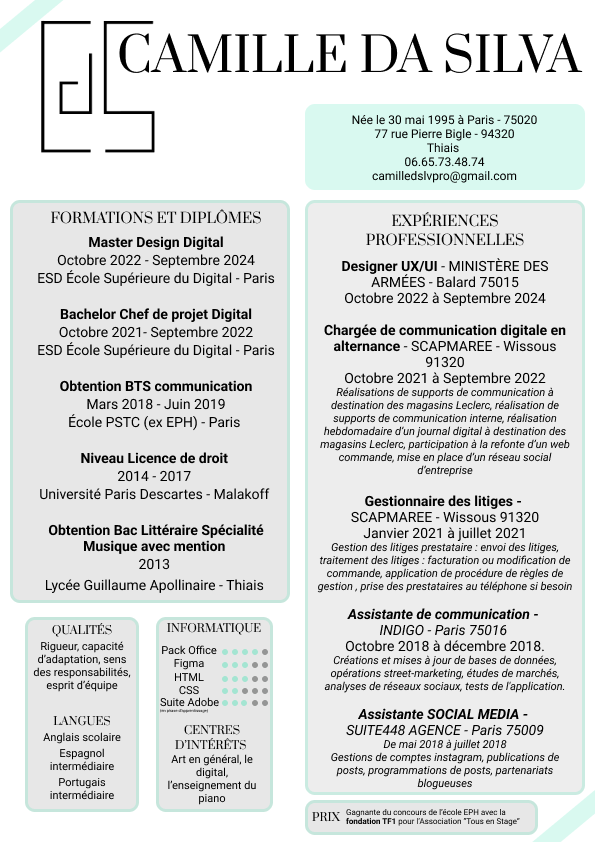 CAMILLE DA SILVA
Née le 30 mai 1995 à Paris - 75020
77 rue Pierre Bigle - 94320
Thiais
06.65.73.48.74
camilledslvpro@gmail.com
FORMATIONS ET DIPLÔMES
Master Design Digital
Octobre 2022 - Septembre 2024
ESD École Supérieure du Digital - Paris
Bachelor Chef de projet Digital
Octobre 2021- Septembre 2022
ESD École Supérieure du Digital - Paris
Obtention BTS communication
Mars 2018 - Juin 2019
École PSTC (ex EPH) - Paris
Niveau Licence de droit
2014 - 2017
Université Paris Descartes - Malakoff
Obtention Bac Littéraire Spécialité
Musique avec mention
2013
Lycée Guillaume Apollinaire - Thiais
QUALITÉS
Rigueur, capacité
d'adaptation, sens
des responsabilités,
esprit d'équipe
LANGUES
Anglais scolaire
Espagnol
intermédiaire
Portugais
intermédiaire
INFORMATIQUE
Pack Office
Figma
HTML
CSS
Suite Adobe
(en phase d'apprentissage)
CENTRES
D'INTÉRÊTS
Art en général, le
digital,
l'enseignement du
piano
EXPÉRIENCES
PROFESSIONNELLES
Designer UX/UI - MINISTÈRE DES
ARMÉES - Balard 75015
Octobre 2022 à Septembre 2024
Chargée de communication digitale en
alternance - SCAPMAREE - Wissous
91320
Octobre 2021 à Septembre 2022
Réalisations de supports de communication à
destination des magasins Leclerc, réalisation de
supports de communication interne, réalisation
hebdomadaire d'un journal digital à destination des
magasins Leclerc, participation à la refonte d'un web
commande, mise en place d'un réseau social
d'entreprise
Gestionnaire des litiges -
SCAPMAREE - Wissous 91320
Janvier 2021 à juillet 2021
Gestion des litiges prestataire : envoi des litiges,
traitement des litiges : facturation ou modification de
commande, application de procédure de règles de
gestion , prise des prestataires au téléphone si besoin
Assistante de communication -
INDIGO - Paris 75016
Octobre 2018 à décembre 2018.
Créations et mises à jour de bases de données,
opérations street-marketing, études de marchés,
analyses de réseaux sociaux, tests de l'application.
Assistante SOCIAL MEDIA -
SUITE448 AGENCE - Paris 75009
De mai 2018 à juillet 2018
Gestions de comptes instagram, publications de
posts, programmations de posts, partenariats
blogueuses
PRIX
Gagnante du concours de l'école EPH avec la
fondation TF1 pour l'Association "Tous en Stage"